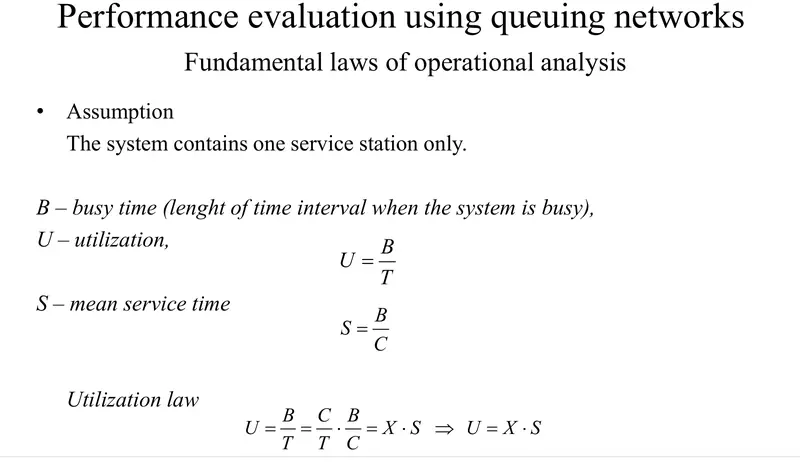 Performance evaluation using queuing networks
Fundamental laws of operational analysis
• Assumption
The system contains one service station only.
B – busy time (lenght of time interval when the system is busy),
U – utilization,
U = B/T
S – mean service time
S = B/C
Utilization law
U = B/T = C/T · B/C = X · S ⇒ U = X · S